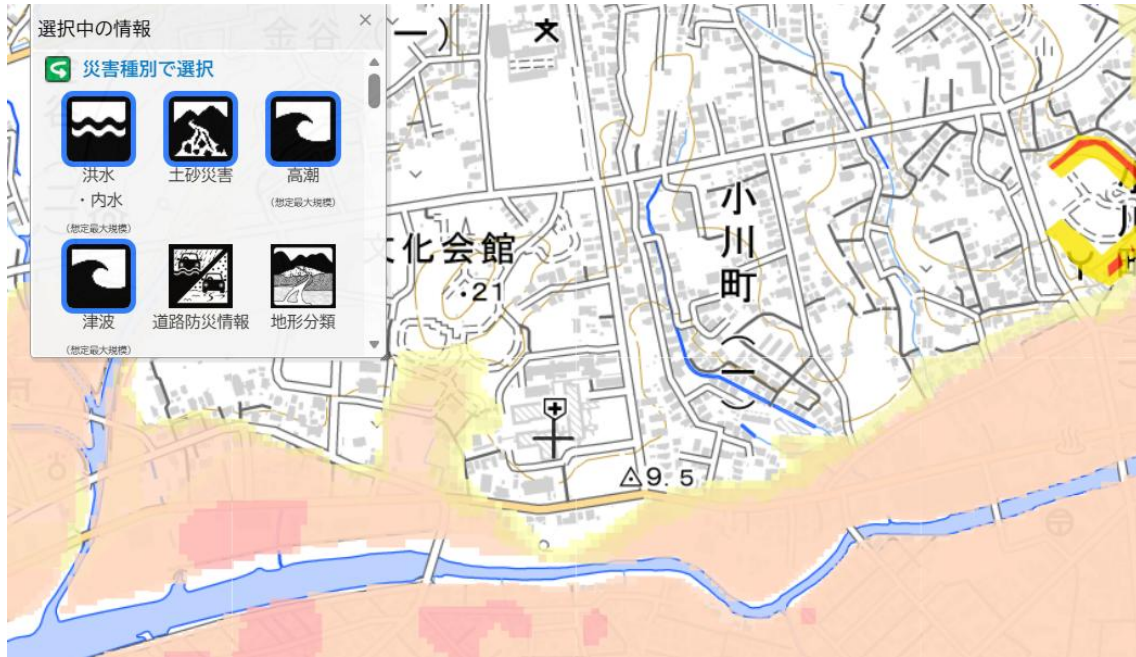 選択中の情報
×
災害種別で選択
洪水
・内水
(想定最大規模)
土砂災害
高潮
(想定最大規模)
津波
(想定最大規模)
道路防災情報
地形分類
金谷(一)
文
化会館
・21
小川町(一)
9.5